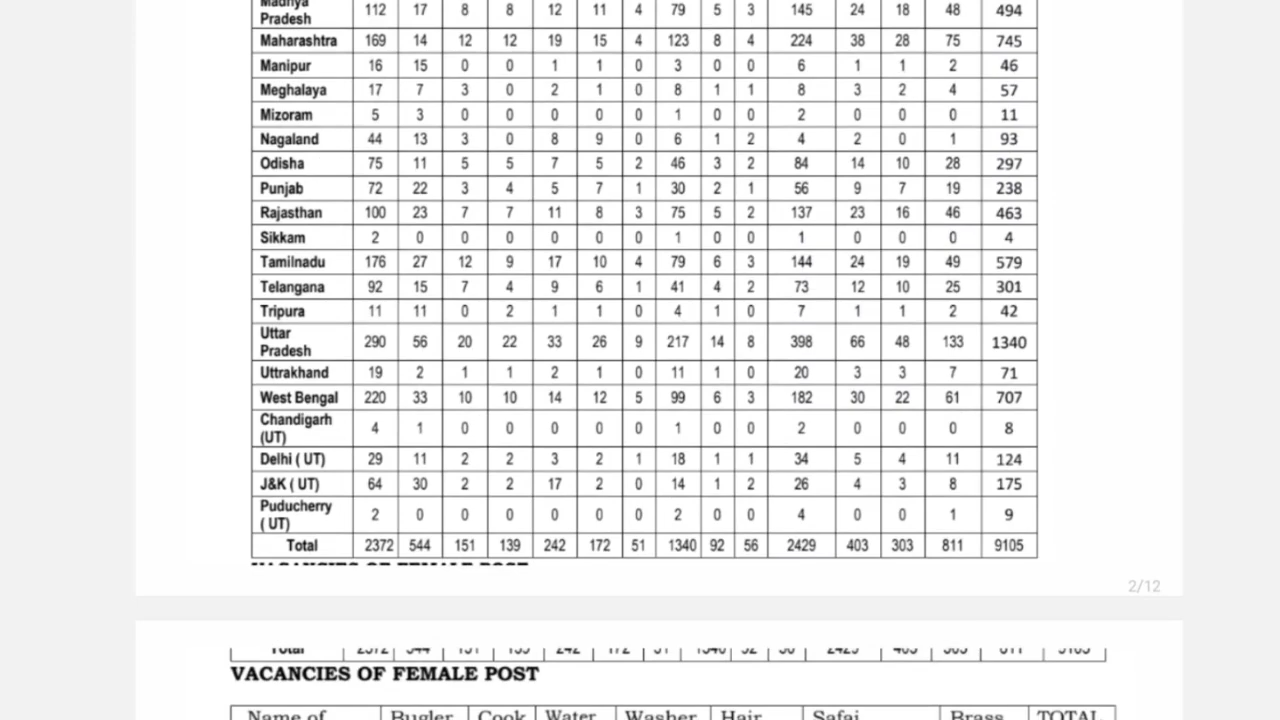 Madhya 112 17 8 8 12 11 4 79 5 3 145 24 18 48 494
Pradesh
Maharashtra 169 14 12 12 19 15 4 123 8 4 224 38 28 75 745
Manipur 16 15 0 0 1 1 0 3 0 0 6 1 1 2 46
Meghalaya 17 7 3 0 2 1 0 8 1 1 8 3 2 4 57
Mizoram 5 3 0 0 0 0 0 1 0 0 2 0 0 0 11
Nagaland 44 13 3 0 8 9 0 6 1 2 4 2 0 1 93
Odisha 75 11 5 5 7 5 2 46 3 2 84 14 10 28 297
Punjab 72 22 3 4 5 7 1 30 2 1 56 9 7 19 238
Rajasthan 100 23 7 7 11 8 3 75 5 2 137 23 16 46 463
Sikkam 2 0 0 0 0 0 0 1 0 0 1 0 0 0 4
Tamilnadu 176 27 12 9 17 10 4 79 6 3 144 24 19 49 579
Telangana 92 15 7 4 9 6 1 41 4 2 73 12 10 25 301
Tripura 11 11 0 2 1 1 0 4 1 0 7 1 1 2 42
Uttar 290 56 20 22 33 26 9 217 14 8 398 66 48 133 1340
Pradesh
Uttrakhand 19 2 1 1 2 1 0 11 1 0 20 3 3 7 71
West Bengal 220 33 10 10 14 12 5 99 6 3 182 30 22 61 707
Chandigarh 4 1 0 0 0 0 0 1 0 0 2 0 0 0 8
(UT)
Delhi ( UT) 29 11 2 2 3 2 1 18 1 1 34 5 4 11 124
J&K ( UT) 64 30 2 2 17 2 0 14 1 2 26 4 3 8 175
Puducherry 2 0 0 0 0 0 0 2 0 0 4 0 0 1 9
( UT)
Total 2372 544 151 139 242 172 51 1340 92 56 2429 403 303 811 9105
VACANCIES OF FEMALE POST
2/12
Total 2372 544 151 139 242 172 51 1340 92 56 2429 403 303 811 9105
VACANCIES OF FEMALE POST
Name of Bugler Cook Water Washer Hair Safai Brass TOTAL